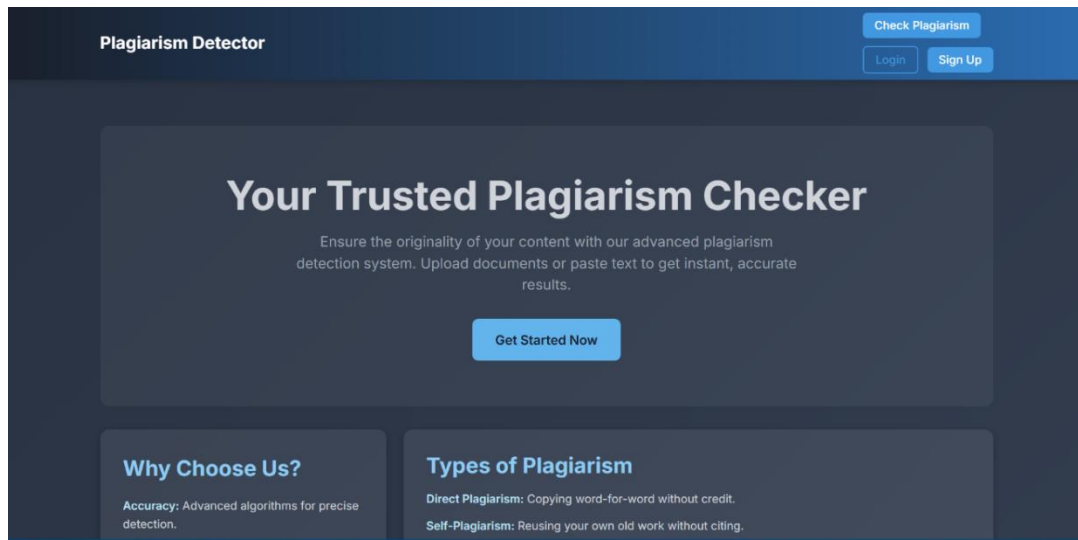 Plagiarism Detector
Check Plagiarism
Login
Sign Up
Your Trusted Plagiarism Checker
Ensure the originality of your content with our advanced plagiarism
detection system. Upload documents or paste text to get instant, accurate
results.
Get Started Now
Why Choose Us?
Accuracy: Advanced algorithms for precise
detection.
Types of Plagiarism
Direct Plagiarism: Copying word-for-word without credit.
Self-Plagiarism: Reusing your own old work without citing.